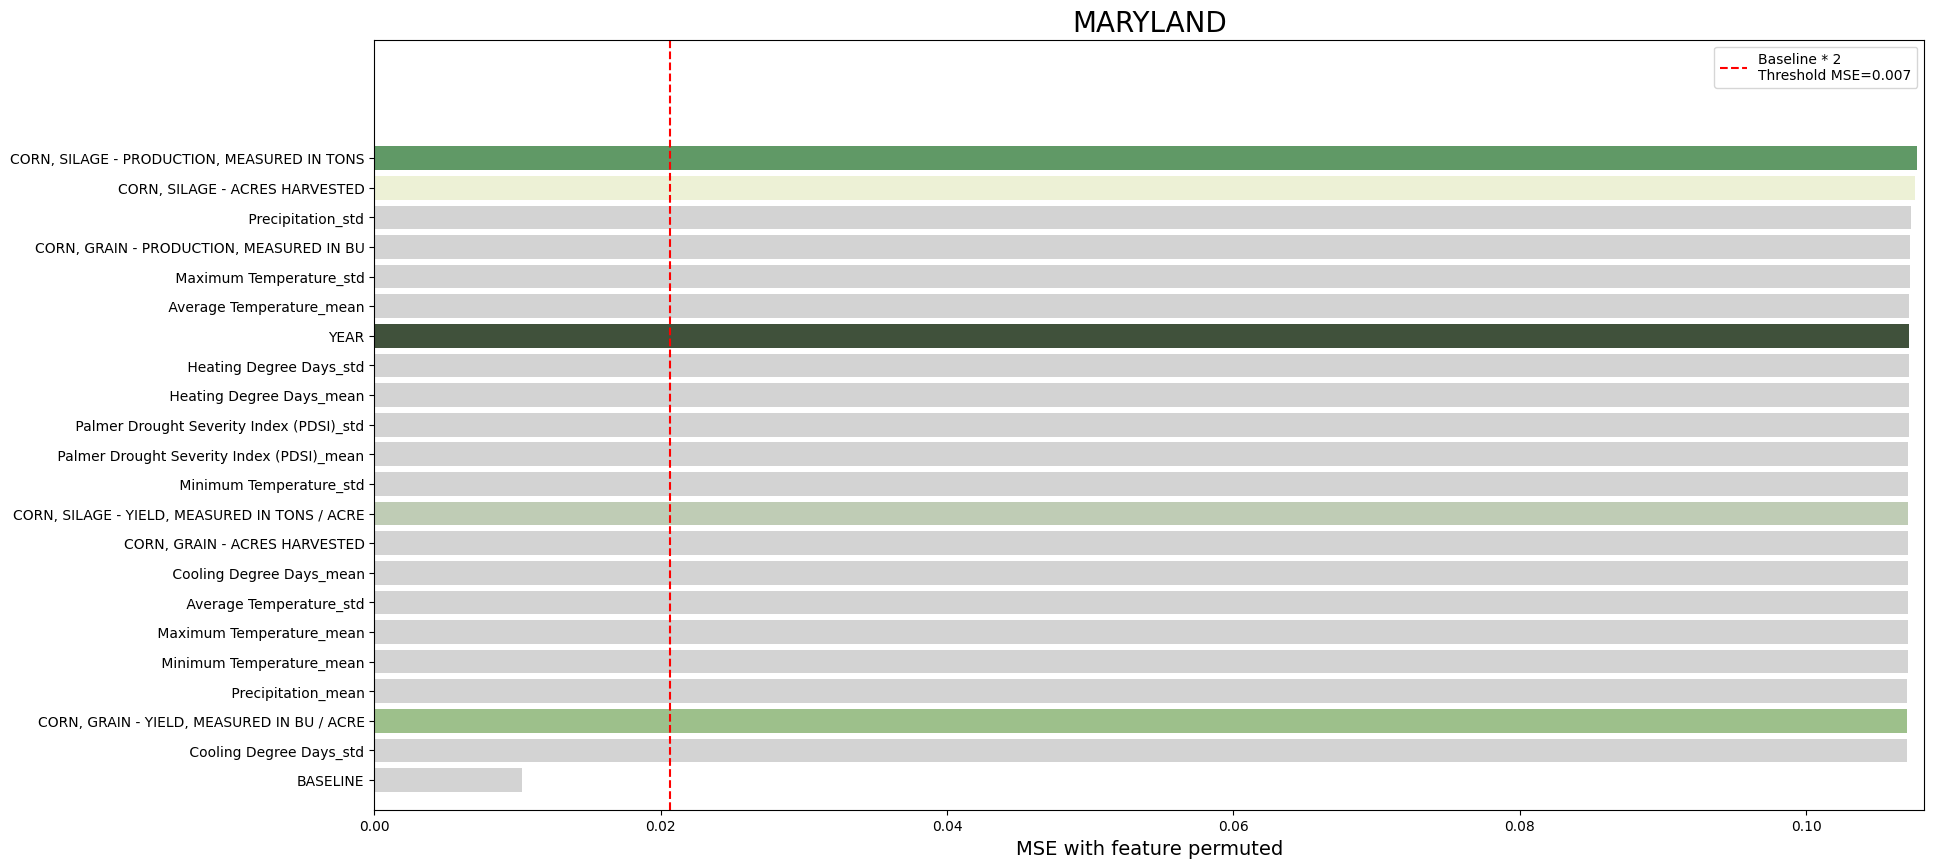 MARYLAND
Baseline * 2
Threshold MSE=0.007
CORN, SILAGE - PRODUCTION, MEASURED IN TONS
CORN, SILAGE - ACRES HARVESTED
Precipitation_std
CORN, GRAIN - PRODUCTION, MEASURED IN BU
Maximum Temperature_std
Average Temperature_mean
YEAR
Heating Degree Days_std
Heating Degree Days_mean
Palmer Drought Severity Index (PDSI)_std
Palmer Drought Severity Index (PDSI)_mean
Minimum Temperature_std
CORN, SILAGE - YIELD, MEASURED IN TONS / ACRE
CORN, GRAIN - ACRES HARVESTED
Cooling Degree Days_mean
Average Temperature_std
Maximum Temperature_mean
Minimum Temperature_mean
Precipitation_mean
CORN, GRAIN - YIELD, MEASURED IN BU / ACRE
Cooling Degree Days_std
BASELINE
0.00 0.02 0.04 0.06 0.08 0.10
MSE with feature permuted